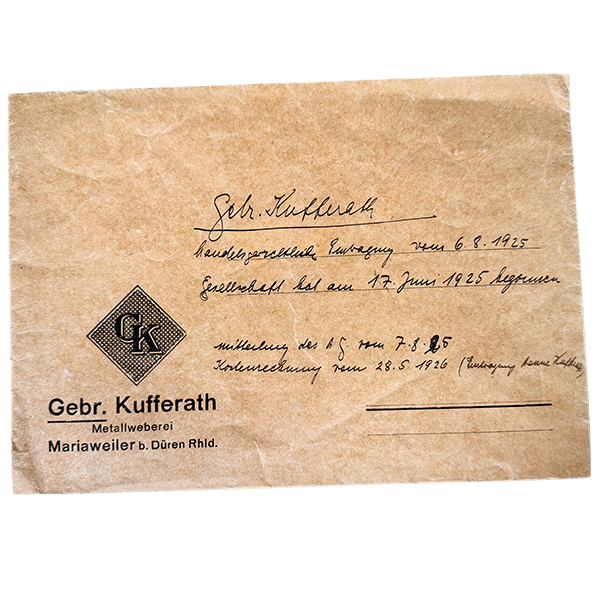 Gebr. Kufferath
handelsgerichtliche Eintragung vom 6.8.1925
Gesellschaft hat am 17. Juni 1925 begonnen
Mitteilung des A G. vom 7.8.25
Kostenrechnung vom 28.5.1926 (Eintragung
GK
Gebr. Kufferath
Metallweberei
Mariaweiler b. Düren Rhld.